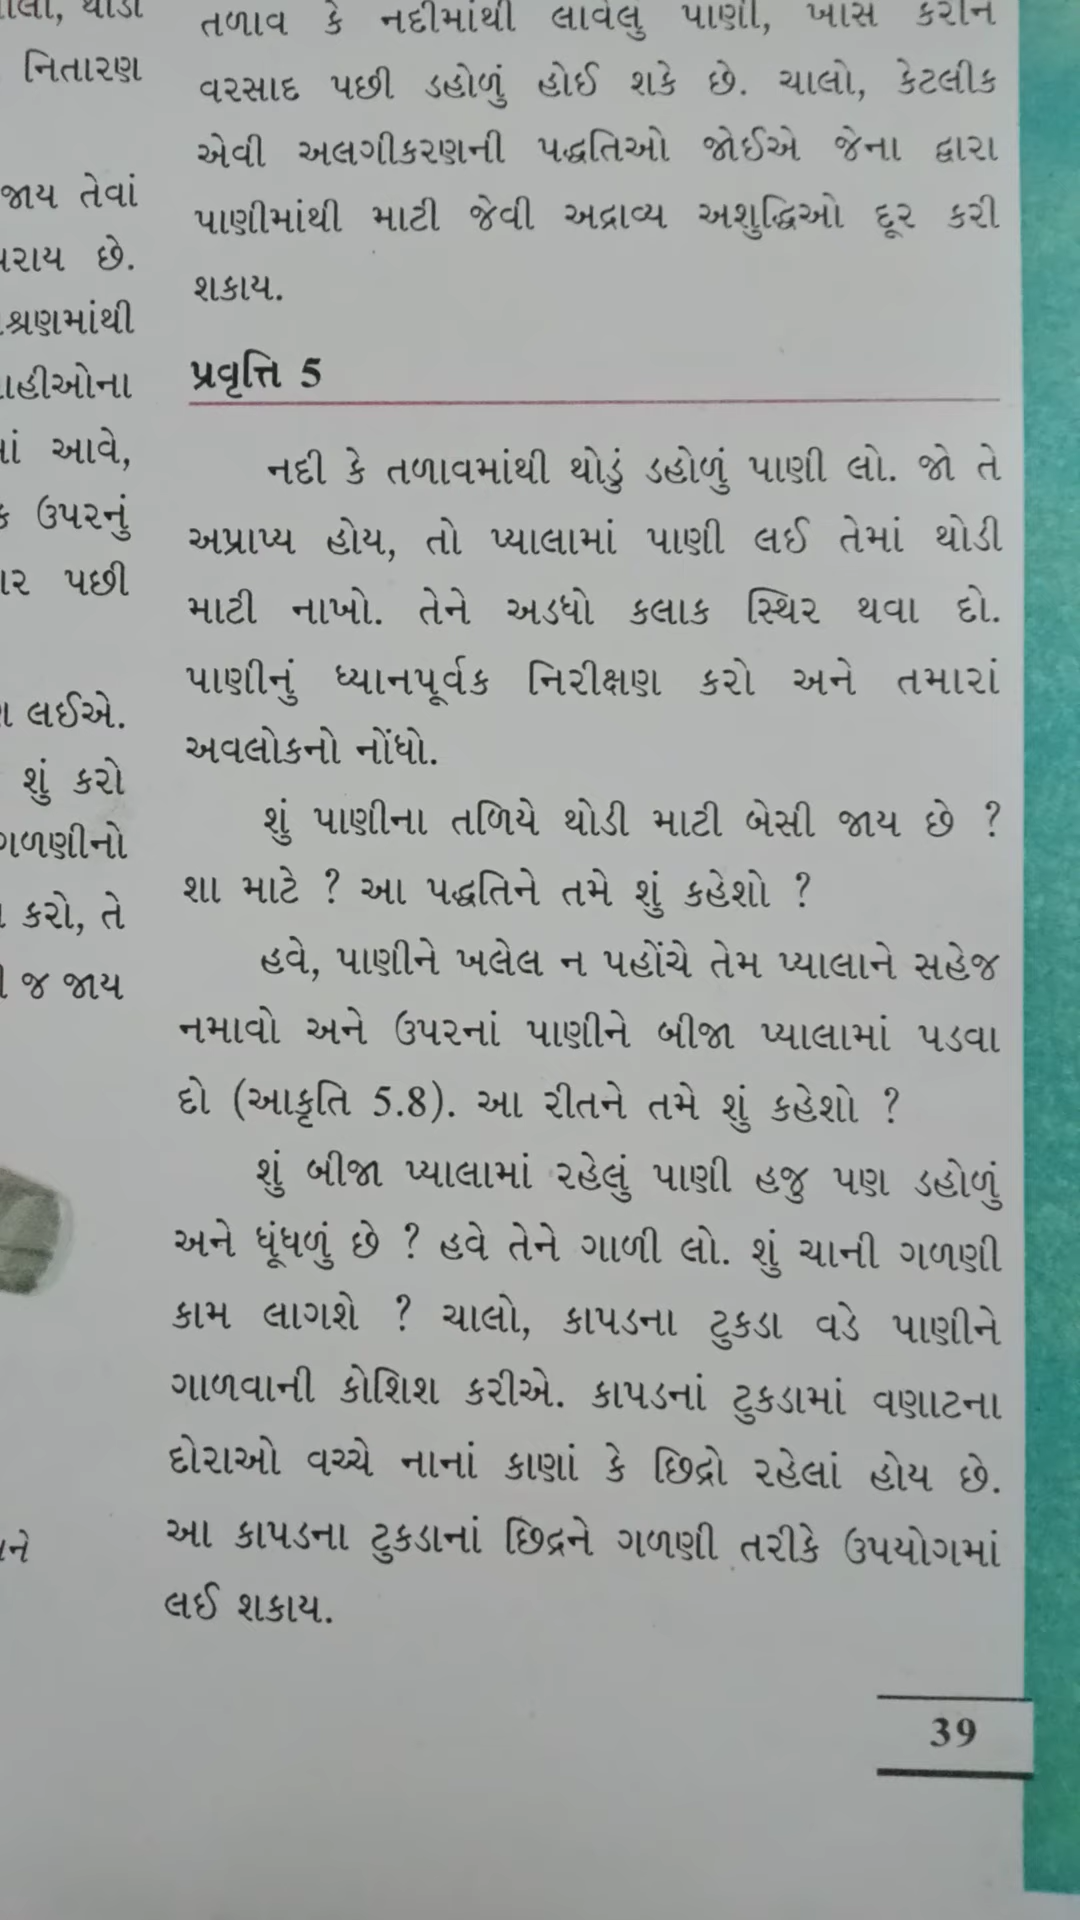 નિતારણ
જાય તેવાં
છે.
આવે,
ઉપરનું
પછી
લઈએ.
શું કરો
ગળણીનો
કરો, તે
જ જાય
તળાવ કે નદીમાંથી લાવેલું પાણી, ખાસ કરીને
વરસાદ પછી ડહોળું હોઈ શકે છે. ચાલો, કેટલીક
એવી અલગીકરણની પદ્ધતિઓ જોઈએ જેના દ્વારા
પાણીમાંથી માટી જેવી અદ્રાવ્ય અશુદ્ધિઓ દૂર કરી
શકાય.
પ્રવૃત્તિ 5
નદી કે તળાવમાંથી થોડું ડહોળું પાણી લો. જો તે
અપ્રાપ્ય હોય, તો પ્યાલામાં પાણી લઈ તેમાં થોડી
માટી નાખો. તેને અડધો કલાક સ્થિર થવા દો.
પાણીનું ધ્યાનપૂર્વક નિરીક્ષણ કરો અને તમારાં
અવલોકનો નોંધો.
શું પાણીના તળિયે થોડી માટી બેસી જાય છે ?
શા માટે ? આ પદ્ધતિને તમે શું કહેશો ?
હવે, પાણીને ખલેલ ન પહોંચે તેમ પ્યાલાને સહેજ
નમાવો અને ઉપરનાં પાણીને બીજા પ્યાલામાં પડવા
દો (આકૃતિ 5.8). આ રીતને તમે શું કહેશો ?
શું બીજા પ્યાલામાં રહેલું પાણી હજુ પણ ડહોળું
અને ધૂંધળું છે ? હવે તેને ગાળી લો. શું ચાની ગળણી
કામ લાગશે ? ચાલો, કાપડના ટુકડા વડે પાણીને
ગાળવાની કોશિશ કરીએ. કાપડનાં ટુકડામાં વણાટના
દોરાઓ વચ્ચે નાનાં કાણાં કે છિદ્રો રહેલાં હોય છે.
આ કાપડના ટુકડાનાં છિદ્રને ગળણી તરીકે ઉપયોગમાં
લઈ શકાય.
39